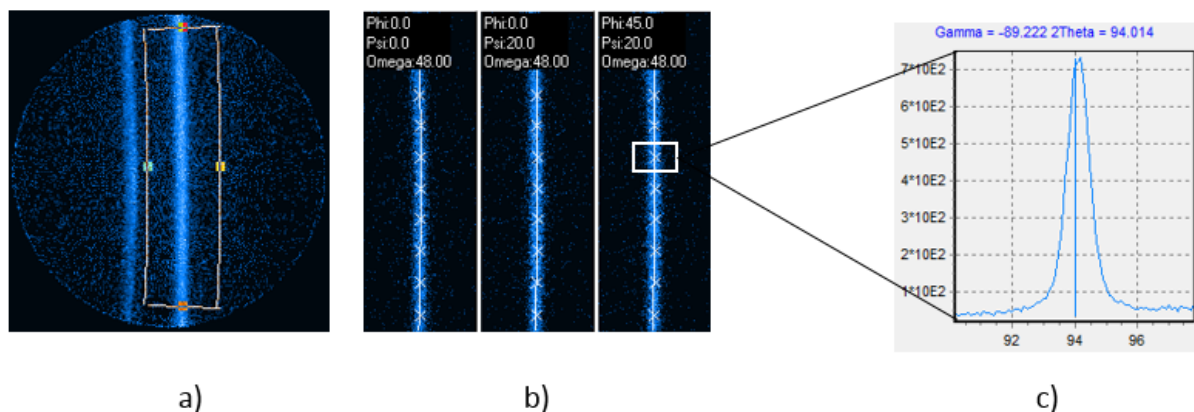 Phi:0.0
Psi:0.0
Omega:48.00
Phi:0.0
Psi:20.0
Omega:48.00
Phi:45.0
Psi:20.0
Omega:48.00
Gamma = -89.222 2Theta = 94.014
7*10E2
6*10E2
5*10E2
4*10E2
3*10E2
2*10E2
1*10E2
92 94 96
a) b) c)